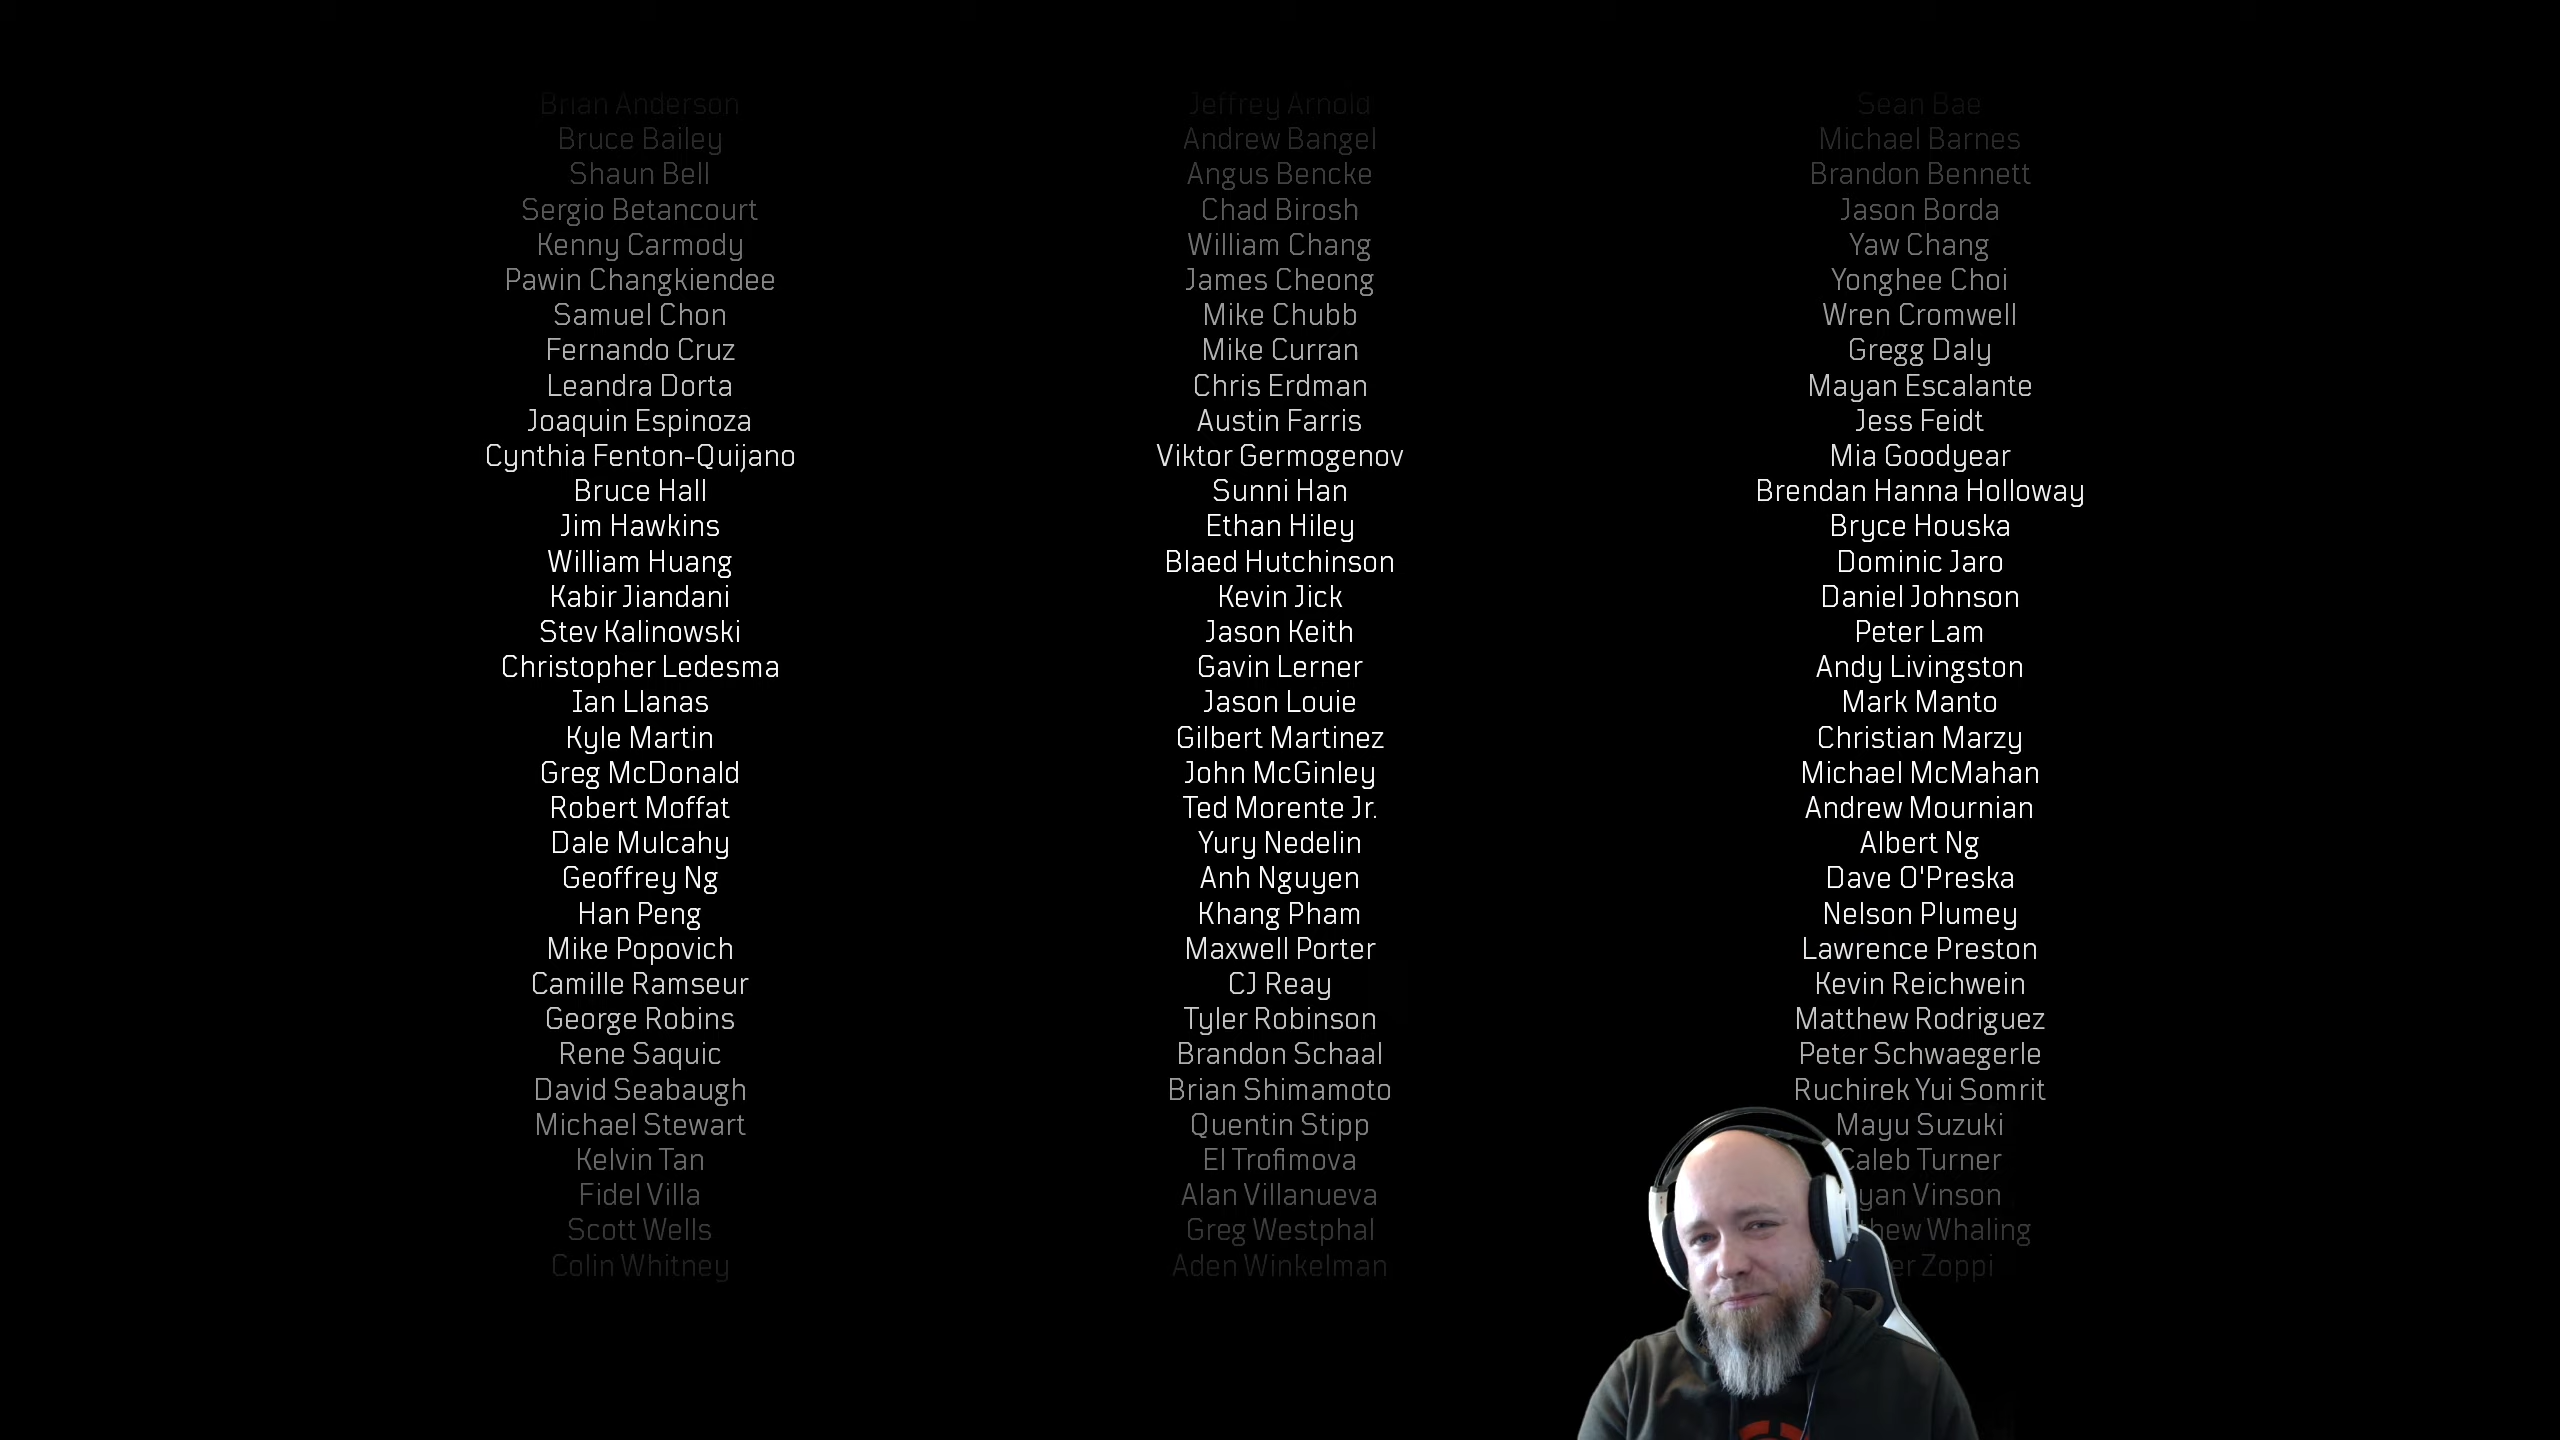 Brian Anderson Jeffrey Arnold Sean Bae
Bruce Bailey Andrew Bangel Michael Barnes
Shaun Bell Angus Bencke Brandon Bennett
Sergio Betancourt Chad Birosh Jason Borda
Kenny Carmody William Chang Yaw Chang
Pawin Changkiendee James Cheong Yonghee Choi
Samuel Chon Mike Chubb Wren Cromwell
Fernando Cruz Mike Curran Gregg Daly
Leandra Dorta Chris Erdman Mayan Escalante
Joaquin Espinoza Austin Farris Jess Feidt
Cynthia Fenton-Quijano Viktor Germogenov Mia Goodyear
Bruce Hall Sunni Han Brendan Hanna Holloway
Jim Hawkins Ethan Hiley Bryce Houska
William Huang Blaed Hutchinson Dominic Jaro
Kabir Jiandani Kevin Jick Daniel Johnson
Stev Kalinowski Jason Keith Peter Lam
Christopher Ledesma Gavin Lerner Andy Livingston
Ian Llanas Jason Louie Mark Manto
Kyle Martin Gilbert Martinez Christian Marzy
Greg McDonald John McGinley Michael McMahan
Robert Moffat Ted Morente Jr. Andrew Mournian
Dale Mulcahy Yury Nedelin Albert Ng
Geoffrey Ng Anh Nguyen Dave O'Preska
Han Peng Khang Pham Nelson Plumey
Mike Popovich Maxwell Porter Lawrence Preston
Camille Ramseur CJ Reay Kevin Reichwein
George Robins Tyler Robinson Matthew Rodriguez
Rene Saquic Brandon Schaal Peter Schwaegerle
David Seabaugh Brian Shimamoto Ruchirek Yui Somrit
Michael Stewart Quentin Stipp Mayu Suzuki
Kelvin Tan El Trofimova Caleb Turner
Fidel Villa Alan Villanueva Vinson
Scott Wells Greg Westphal Whaling
Colin Whitney Aden Winkelman Zoppi